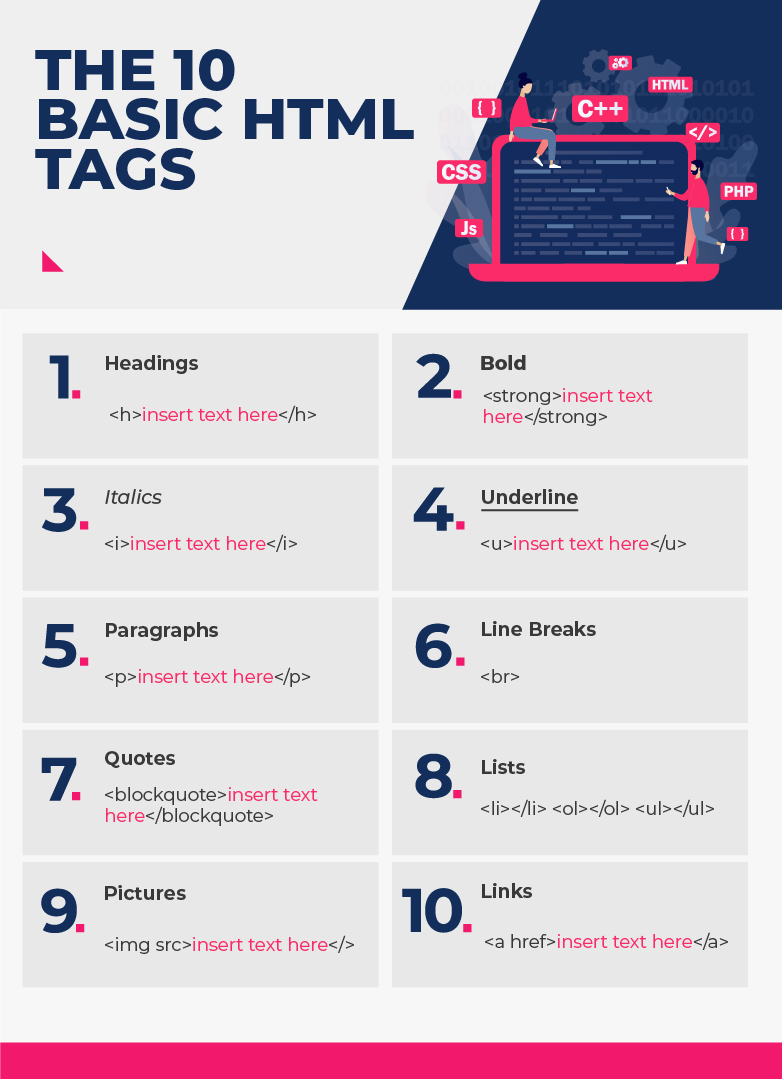 THE 10
BASIC HTML
TAGS
{ }
C++
HTML
</>
CSS
PHP
Js
{ }
1.
Headings
<h>insert text here</h>
2.
Bold
<strong>insert text
here</strong>
3.
Italics
<i>insert text here</i>
4.
Underline
<u>insert text here</u>
5.
Paragraphs
<p>insert text here</p>
6.
Line Breaks
<br>
7.
Quotes
<blockquote>insert text
here</blockquote>
8.
Lists
<li></li> <ol></ol> <ul></ul>
9.
Pictures
<img src>insert text here</>
10.
Links
<a href>insert text here</a>